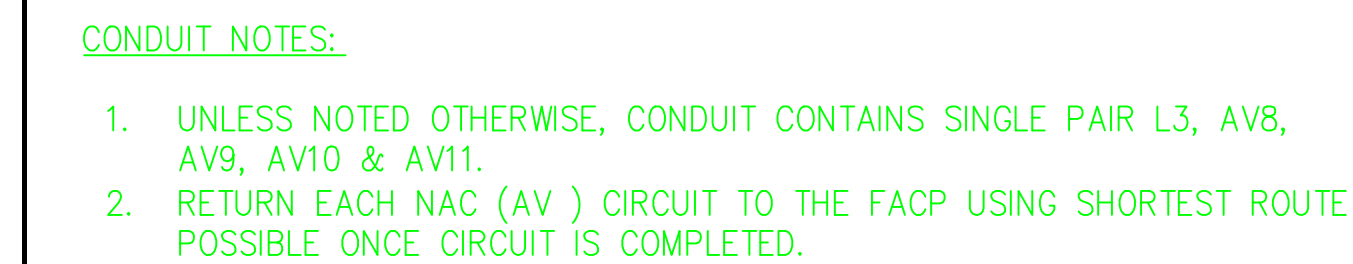 CONDUIT NOTES:
1. UNLESS NOTED OTHERWISE, CONDUIT CONTAINS SINGLE PAIR L3, AV8,
AV9, AV10 & AV11.
2. RETURN EACH NAC (AV ) CIRCUIT TO THE FACP USING SHORTEST ROUTE
POSSIBLE ONCE CIRCUIT IS COMPLETED.